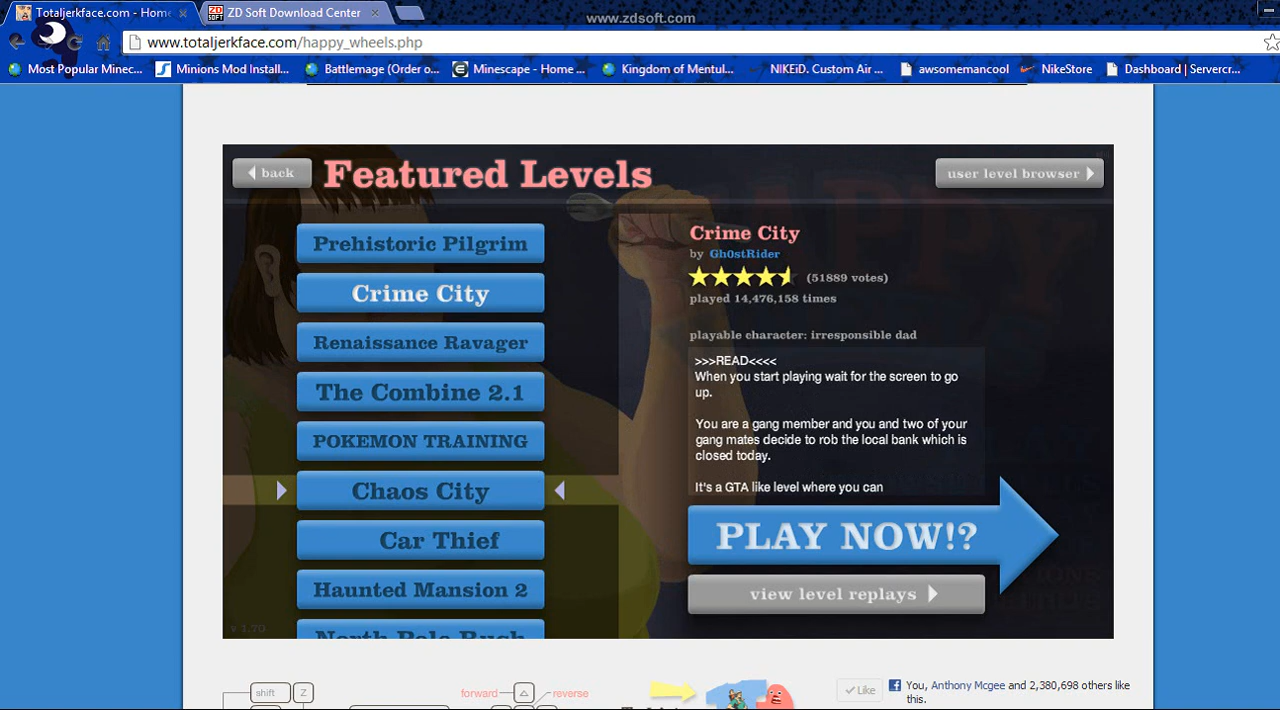 Totaljerkface.com - Home
ZD Soft Download Center
www.zdsoft.com
www.totaljerkface.com/happy_wheels.php
Most Popular Minec...
Minions Mod Install...
Battlemage (Order o...
Minescape - Home ...
Kingdom of Mentul...
NIKEiD. Custom Air ...
awsomemancool
NikeStore
Dashboard | Servercr...
back
Featured Levels
user level browser
Prehistoric Pilgrim
Crime City
Renaissance Ravager
The Combine 2.1
POKEMON TRAINING
Chaos City
Car Thief
Haunted Mansion 2
North Pole Rush
v 1.70
Crime City
by Gh0stRider
(51889 votes)
played 14,476,158 times
playable character: irresponsible dad
>>>READ<<<<
When you start playing wait for the screen to go
up.
You are a gang member and you and two of your
gang mates decide to rob the local bank which is
closed today.
It's a GTA like level where you can
PLAY NOW!?
view level replays
shift
Z
forward
reverse
Like
You, Anthony Mcgee and 2,380,698 others like
this.